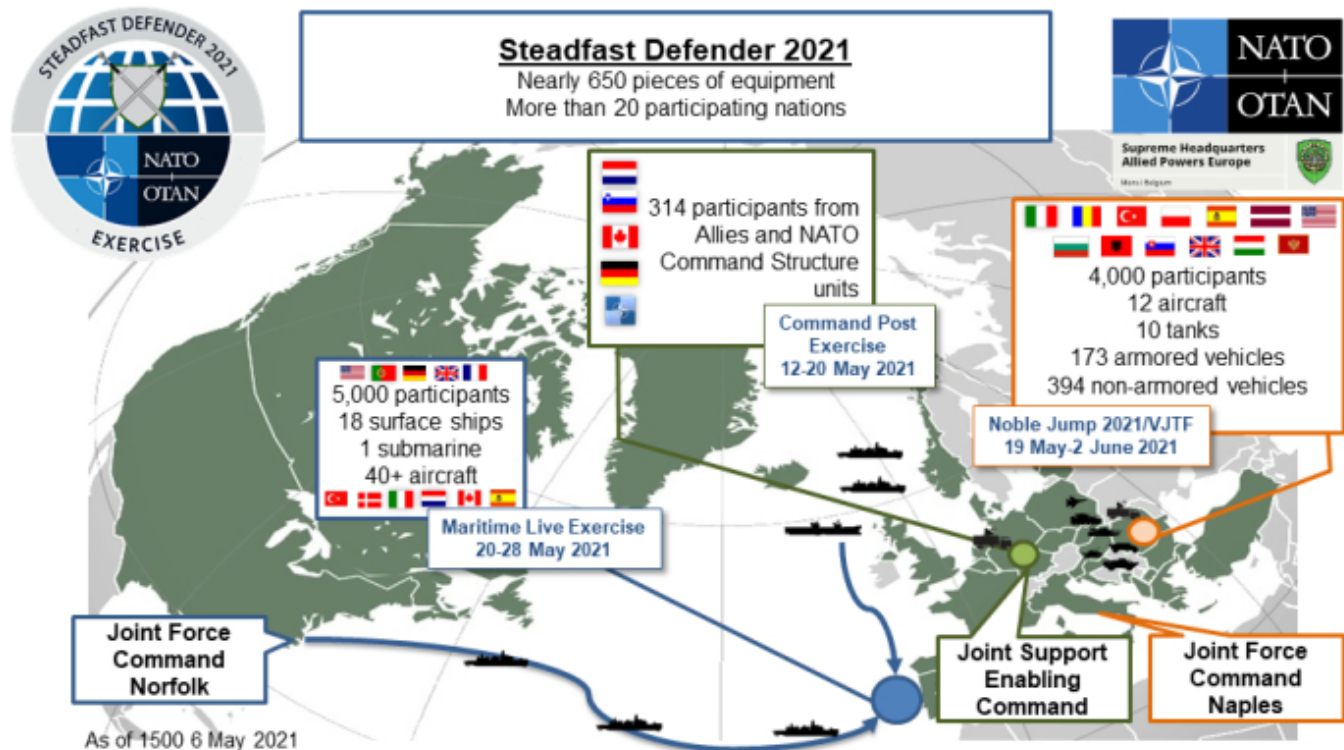 STEADFAST DEFENDER 2021
NATO
OTAN
EXERCISE
Steadfast Defender 2021
Nearly 650 pieces of equipment
More than 20 participating nations
NATO
OTAN
Supreme Headquarters
Allied Powers Europe
Mons | Belgium
314 participants from
Allies and NATO
Command Structure
units
Command Post
Exercise
12-20 May 2021
4,000 participants
12 aircraft
10 tanks
173 armored vehicles
394 non-armored vehicles
Noble Jump 2021/VJTF
19 May-2 June 2021
5,000 participants
18 surface ships
1 submarine
40+ aircraft
Maritime Live Exercise
20-28 May 2021
Joint Force
Command
Norfolk
Joint Support
Enabling
Command
Joint Force
Command
Naples
As of 1500 6 May 2021